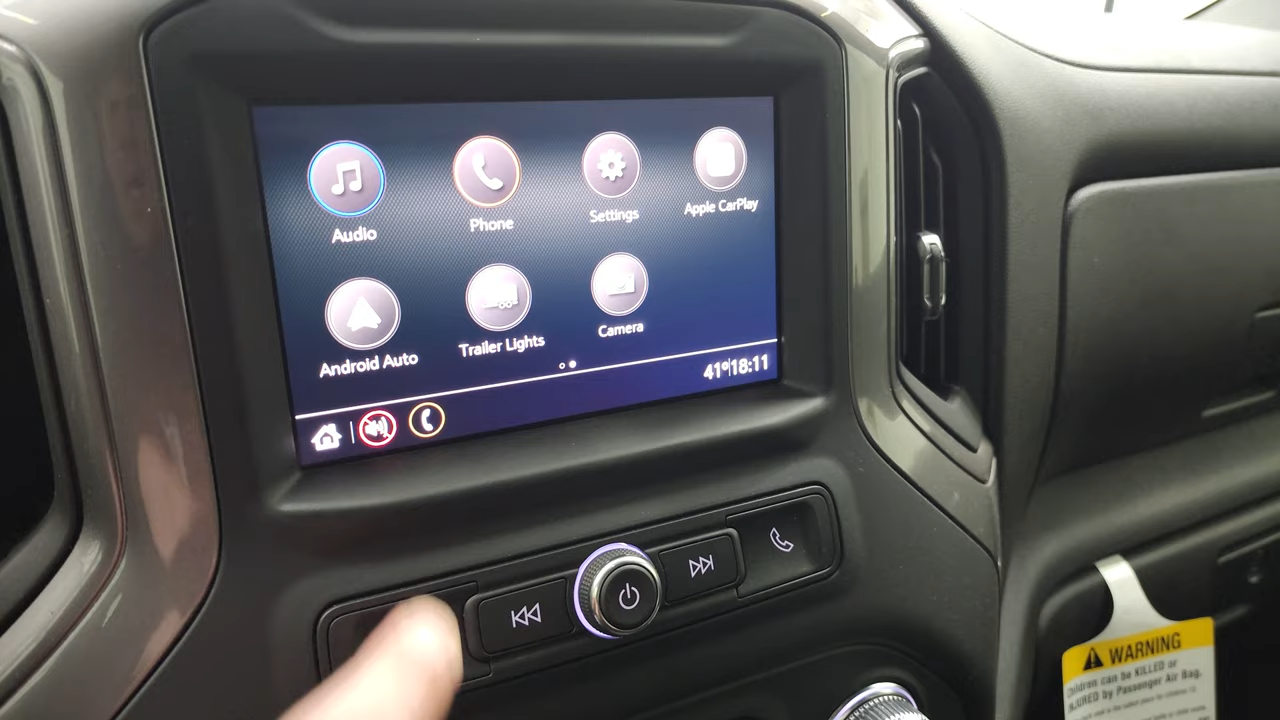 Audio
Phone
Settings
Apple CarPlay
Android Auto
Trailer Lights
Camera
41°|18:11
WARNING
Children can be KILLED or
INJURED by Passenger Air Bag.